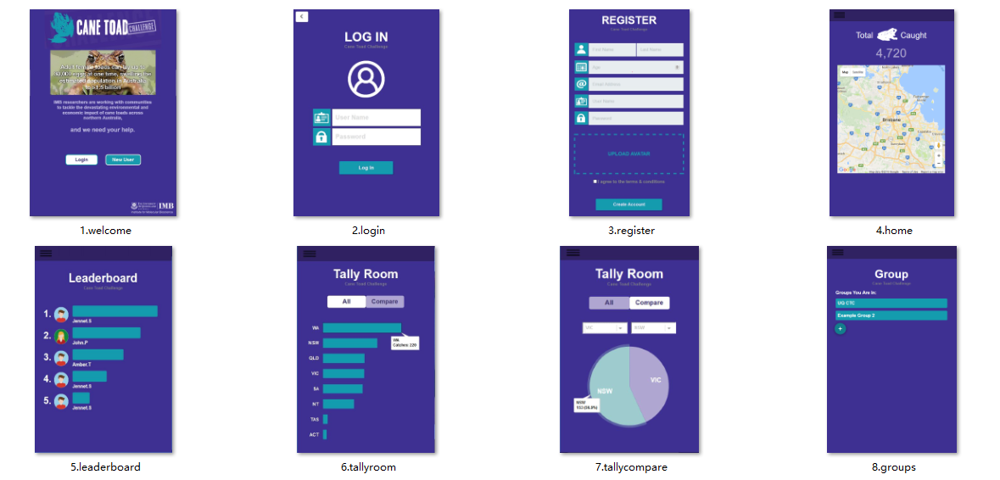 CANE TOAD CHALLENGE
Adult female toads can lay up to
30,000 eggs at one time, swelling the
estimated population in Australia
to 1.5 billion
IMB researchers are working with communities
to tackle the devastating environmental and
economic impact of cane toads across
northern Australia,
and we need your help.
Login
New User
IMB
1.welcome
LOG IN
Cane Toad Challenge
User Name
Password
Log In
2.login
REGISTER
Cane Toad Challenge
First Name
Last Name
Age
Email Address
User Name
Password
UPLOAD AVATAR
I agree to the terms & conditions
Create Account
3.register
Total Caught
4,720
Map
Satellite
Brisbane
Google
4.home
Leaderboard
Cane Toad Challenge
1.
Jennet.S
2.
John.P
3.
Amber.T
4.
Jennet.S
5.
Jennet.S
5.leaderboard
Tally Room
Cane Toad Challenge
All
Compare
WA
WA
Catches: 220
NSW
QLD
VIC
SA
NT
TAS
ACT
6.tallyroom
Tally Room
Cane Toad Challenge
All
Compare
VIC
NSW
VIC
NSW
NSW
7.tallycompare
Group
Cane Toad Challenge
Groups You Are In:
UG CTC
Example Group 2
+
8.groups